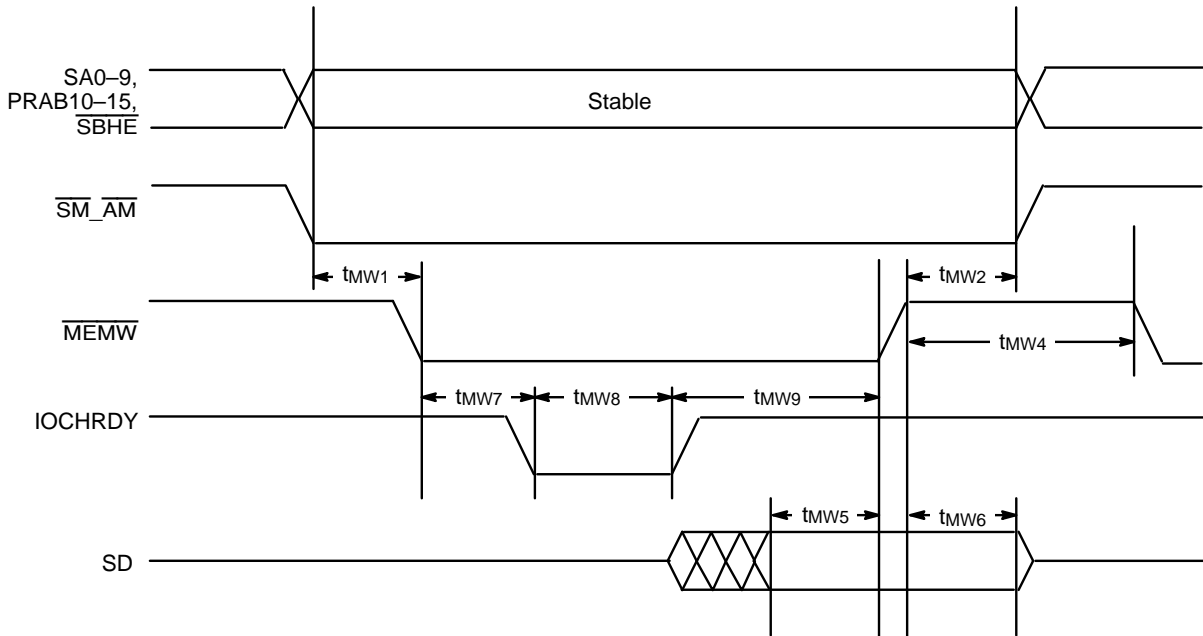 SA0–9,
PRAB10–15,
SBHE
Stable
SM_AM
tMW1
tMW2
MEMW
tMW4
tMW7
tMW8
tMW9
IOCHRDY
tMW5
tMW6
SD